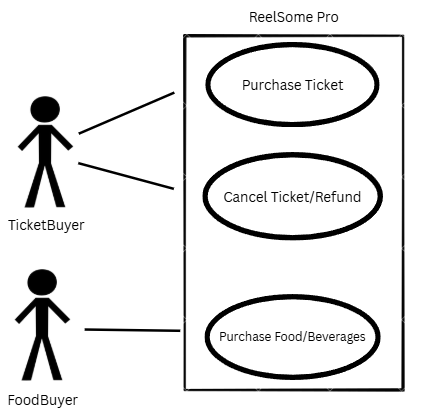 ReelSome Pro
Purchase Ticket
Cancel Ticket/Refund
TicketBuyer
Purchase Food/Beverages
FoodBuyer